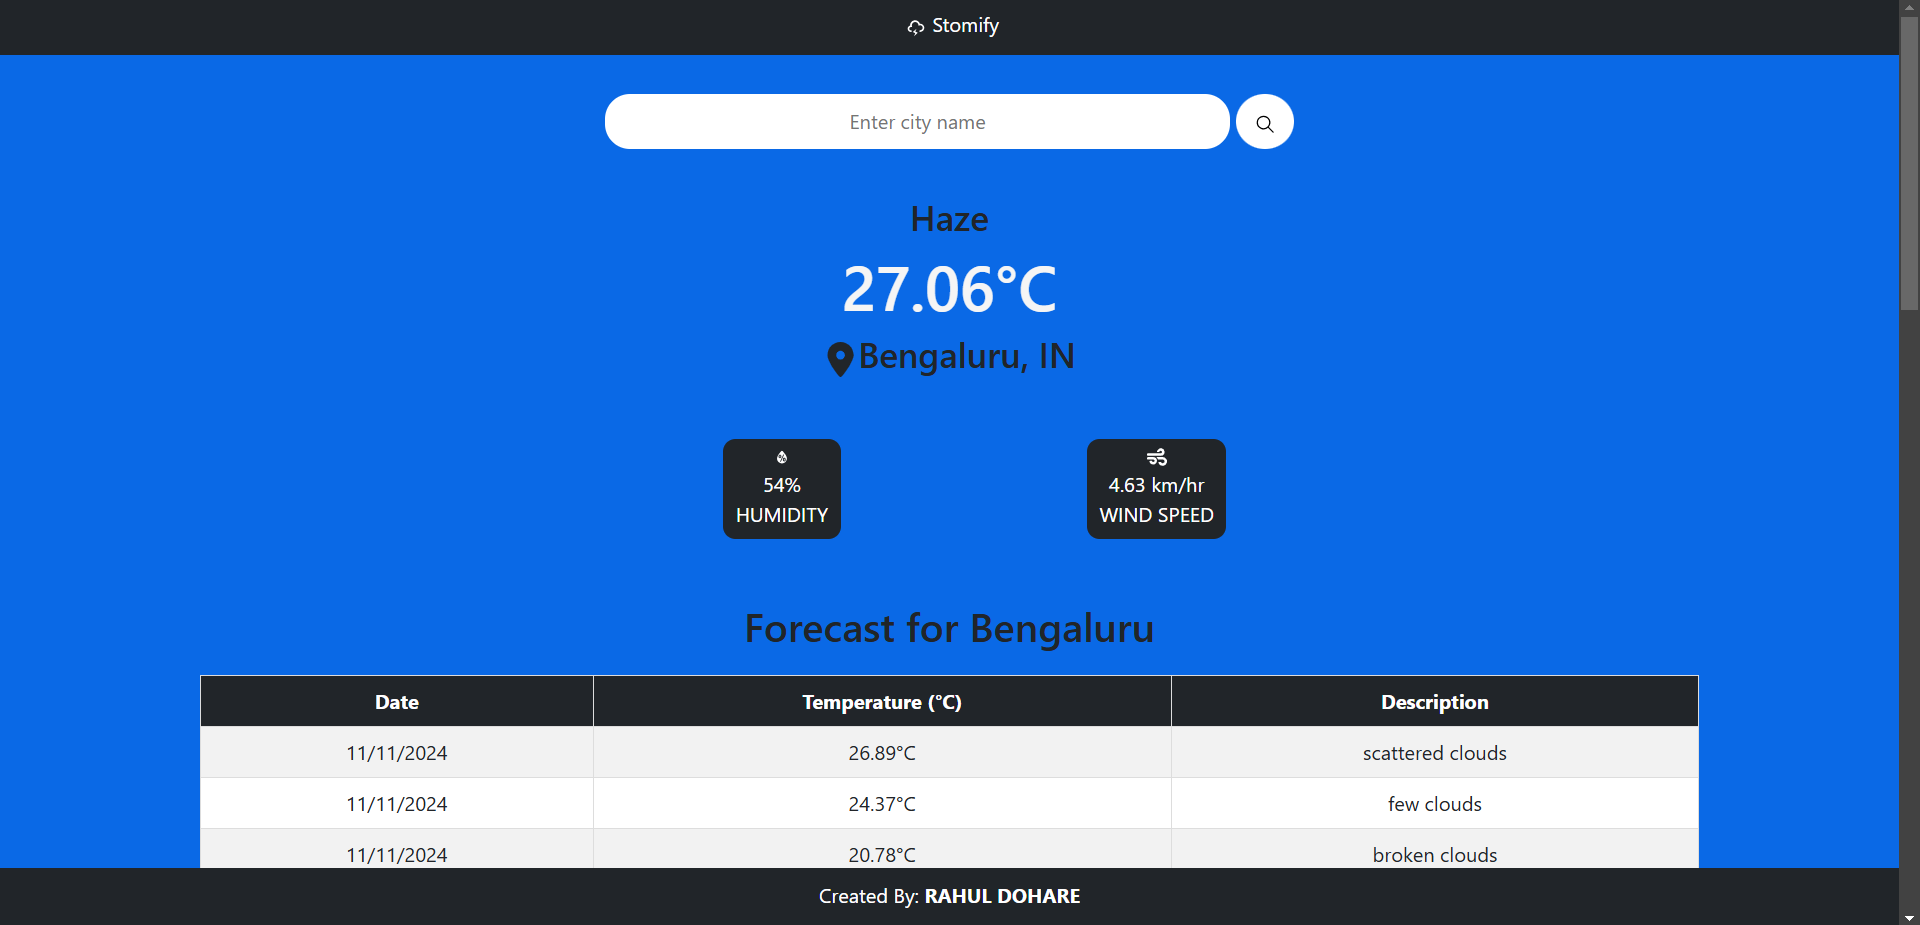 Stomify
Enter city name
Haze
27.06°C
Bengaluru, IN
54%
HUMIDITY
4.63 km/hr
WIND SPEED
Forecast for Bengaluru
Date Temperature (°C) Description
11/11/2024 26.89°C scattered clouds
11/11/2024 24.37°C few clouds
11/11/2024 20.78°C broken clouds
Created By: RAHUL DOHARE